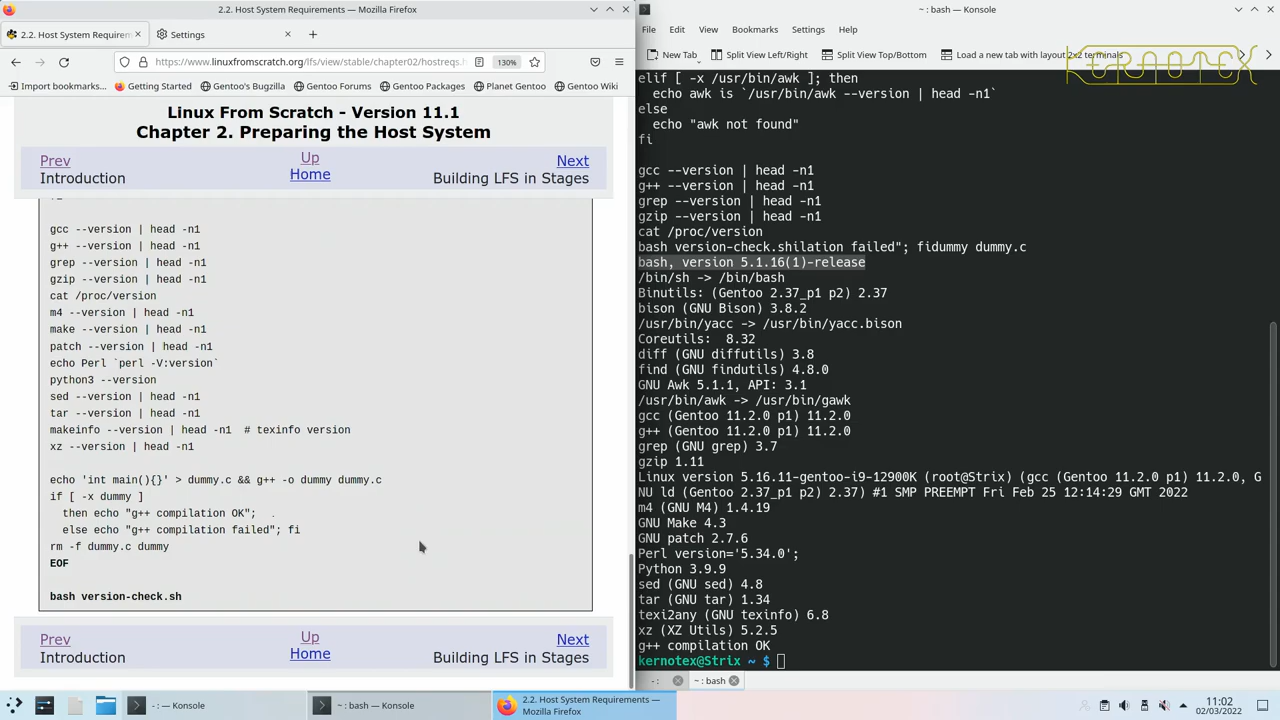 2.2. Host System Requirements — Mozilla Firefox
2.2. Host System Requiremen
Settings
https://www.linuxfromscratch.org/lfs/view/stable/chapter02/hostreqs.h
130%
Import bookmarks...
Getting Started
Gentoo's Bugzilla
Gentoo Forums
Gentoo Packages
Planet Gentoo
Gentoo Wiki
Linux From Scratch - Version 11.1
Chapter 2. Preparing the Host System
Prev
Up
Next
Introduction
Home
Building LFS in Stages
gcc --version | head -n1
g++ --version | head -n1
grep --version | head -n1
gzip --version | head -n1
cat /proc/version
m4 --version | head -n1
make --version | head -n1
patch --version | head -n1
echo Perl `perl -V:version`
python3 --version
sed --version | head -n1
tar --version | head -n1
makeinfo --version | head -n1  # texinfo version
xz --version | head -n1
echo 'int main(){}' > dummy.c && g++ -o dummy dummy.c
if [ -x dummy ]
then echo "g++ compilation OK";
else echo "g++ compilation failed"; fi
rm -f dummy.c dummy
EOF
bash version-check.sh
Prev
Up
Next
Introduction
Home
Building LFS in Stages
~ : bash — Konsole
File Edit View Bookmarks Settings Help
New Tab
Split View Left/Right
Split View Top/Bottom
Load a new tab with layout 2x2 terminals
KERNOTEX
elif [ -x /usr/bin/awk ]; then
echo awk is `/usr/bin/awk --version | head -n1`
else
echo "awk not found"
fi
gcc --version | head -n1
g++ --version | head -n1
grep --version | head -n1
gzip --version | head -n1
cat /proc/version
bash version-check.shilation failed"; fidummy dummy.c
bash, version 5.1.16(1)-release
/bin/sh -> /bin/bash
Binutils: (Gentoo 2.37_p1 p2) 2.37
bison (GNU Bison) 3.8.2
/usr/bin/yacc -> /usr/bin/yacc.bison
Coreutils:  8.32
diff (GNU diffutils) 3.8
find (GNU findutils) 4.8.0
GNU Awk 5.1.1, API: 3.1
/usr/bin/awk -> /usr/bin/gawk
gcc (Gentoo 11.2.0 p1) 11.2.0
g++ (Gentoo 11.2.0 p1) 11.2.0
grep (GNU grep) 3.7
gzip 1.11
Linux version 5.16.11-gentoo-i9-12900K (root@Strix) (gcc (Gentoo 11.2.0 p1) 11.2.0, G
NU ld (Gentoo 2.37_p1 p2) 2.37) #1 SMP PREEMPT Fri Feb 25 12:14:29 GMT 2022
m4 (GNU M4) 1.4.19
GNU Make 4.3
GNU patch 2.7.6
Perl version='5.34.0';
Python 3.9.9
sed (GNU sed) 4.8
tar (GNU tar) 1.34
texi2any (GNU texinfo) 6.8
xz (XZ Utils) 5.2.5
g++ compilation OK
kernotex@Strix ~ $
- :
~ : bash
- : — Konsole
~ : bash — Konsole
2.2. Host System Requirements — Mozilla Firefox
11:02
02/03/2022